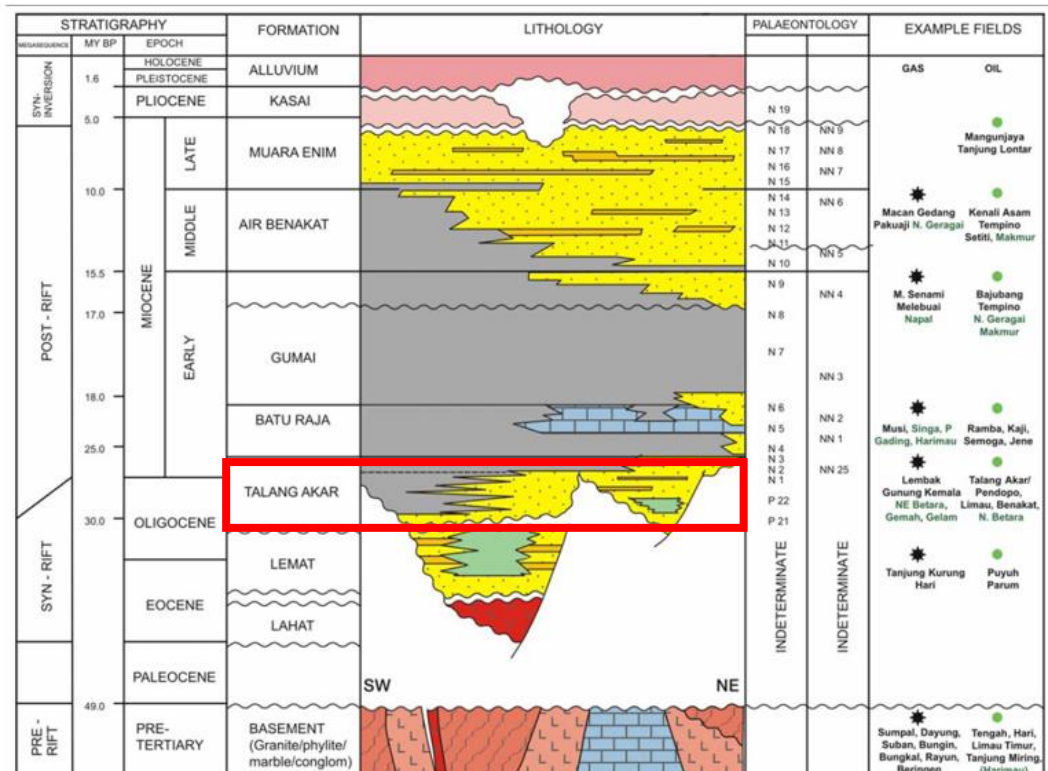 STRATIGRAPHY
FORMATION
LITHOLOGY
PALAEONTOLOGY
EXAMPLE FIELDS
MEGASEQUENCE
MY BP
EPOCH
GAS
OIL
SYN-
INVERSION
POST - RIFT
SYN - RIFT
PRE -
RIFT
1.6
5.0
10.0
15.5
17.0
18.0
25.0
30.0
49.0
HOLOCENE
PLEISTOCENE
PLIOCENE
MIOCENE
LATE
MIDDLE
EARLY
OLIGOCENE
EOCENE
PALEOCENE
PRE-
TERTIARY
ALLUVIUM
KASAI
MUARA ENIM
AIR BENAKAT
GUMAI
BATU RAJA
TALANG AKAR
LEMAT
LAHAT
BASEMENT
(Granite/phylite/
marble/conglom)
SW
NE
N 19
N 18
N 17
N 16
N 15
N 14
N 13
N 12
N 11
N 10
N 9
N 8
N 7
N 6
N 5
N 4
N 3
N 2
N 1
P 22
P 21
INDETERMINATE
NN 9
NN 8
NN 7
NN 6
NN 5
NN 4
NN 3
NN 2
NN 1
NN 25
INDETERMINATE
Mangunjaya
Tanjung Lontar
Macan Gedang
Pakuaji N. Geragai
Kenali Asam
Tempino
Setiti, Makmur
M. Senami
Melebuai
Napal
Bajubang
Tempino
N. Geragai
Makmur
Musi, Singa, P
Gading, Harimau
Ramba, Kaji,
Semoga, Jene
Lembak
Gunung Kemala
NE Betara,
Gemah, Gelam
Talang Akar/
Pendopo,
Limau, Benakat,
N. Betara
Tanjung Kurung
Hari
Puyuh
Parum
Sumpal, Dayung,
Suban, Bungin,
Bungkal, Rayun,
Beringen
Tengah, Hari,
Limau Timur,
Tanjung Miring,
(Harimau)